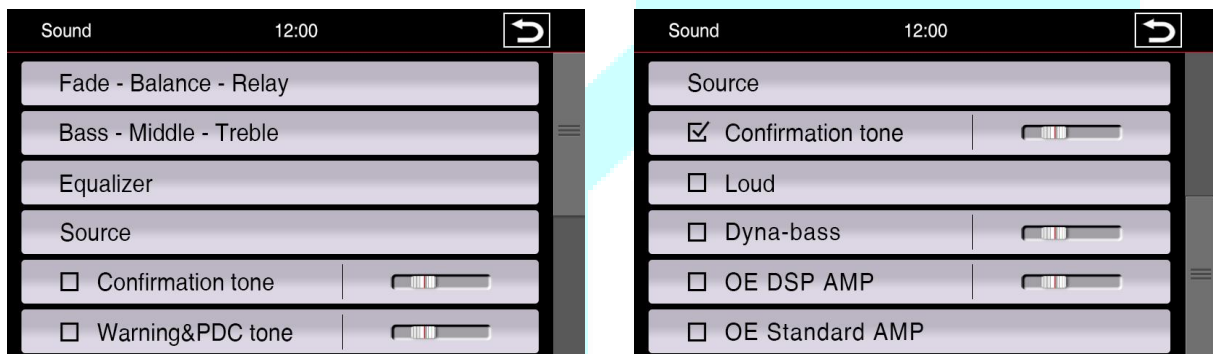 Sound 12:00
Fade - Balance - Relay
Bass - Middle - Treble
Equalizer
Source
Confirmation tone
Warning&PDC tone
Sound 12:00
Source
Confirmation tone
Loud
Dyna-bass
OE DSP AMP
OE Standard AMP